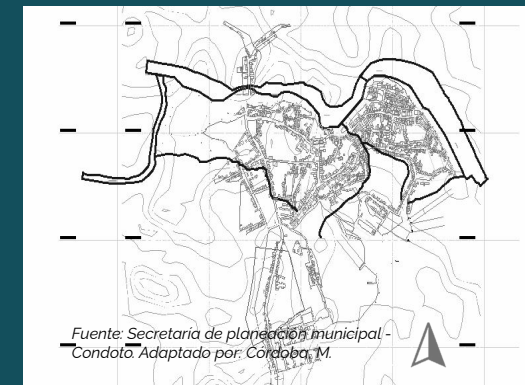 Fuente: Secretaría de planeación municipal -
Condoto. Adaptado por: Córdoba, M.